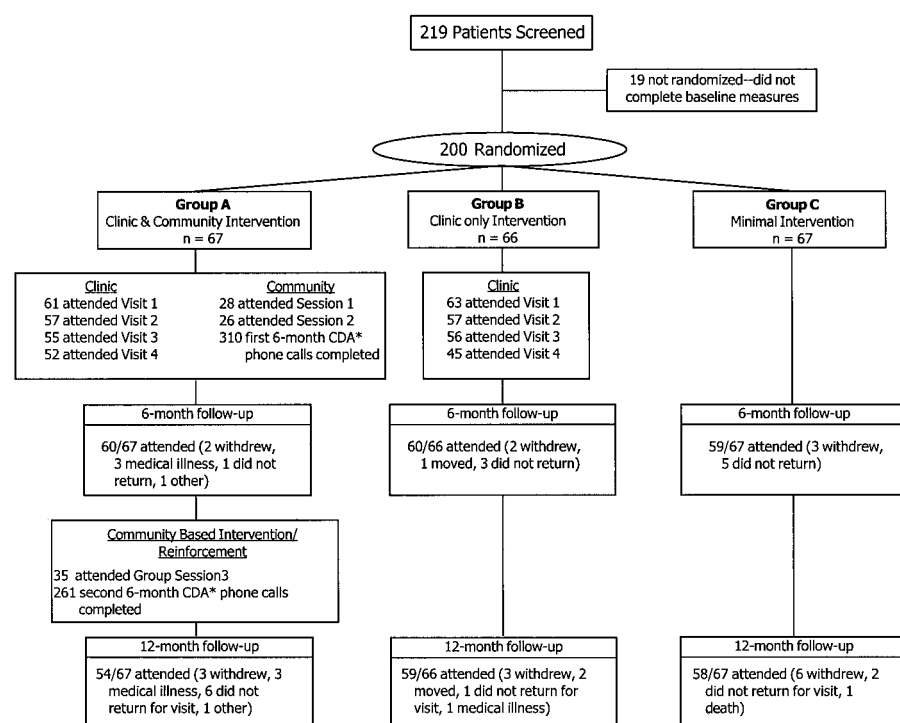 219 Patients Screened
19 not randomized--did not
complete baseline measures
200 Randomized
Group A
Clinic & Community Intervention
n = 67
Group B
Clinic only Intervention
n = 66
Group C
Minimal Intervention
n = 67
Clinic
61 attended Visit 1
57 attended Visit 2
55 attended Visit 3
52 attended Visit 4
Community
28 attended Session 1
26 attended Session 2
310 first 6-month CDA*
phone calls completed
Clinic
63 attended Visit 1
57 attended Visit 2
56 attended Visit 3
45 attended Visit 4
6-month follow-up
60/67 attended (2 withdrew,
3 medical illness, 1 did not
return, 1 other)
6-month follow-up
60/66 attended (2 withdrew,
1 moved, 3 did not return)
6-month follow-up
59/67 attended (3 withdrew,
5 did not return)
Community Based Intervention/
Reinforcement
35 attended Group Session3
261 second 6-month CDA* phone calls
completed
12-month follow-up
54/67 attended (3 withdrew, 3
medical illness, 6 did not
return for visit, 1 other)
12-month follow-up
59/66 attended (3 withdrew, 2
moved, 1 did not return for
visit, 1 medical illness)
12-month follow-up
58/67 attended (6 withdrew, 2
did not return for visit, 1
death)